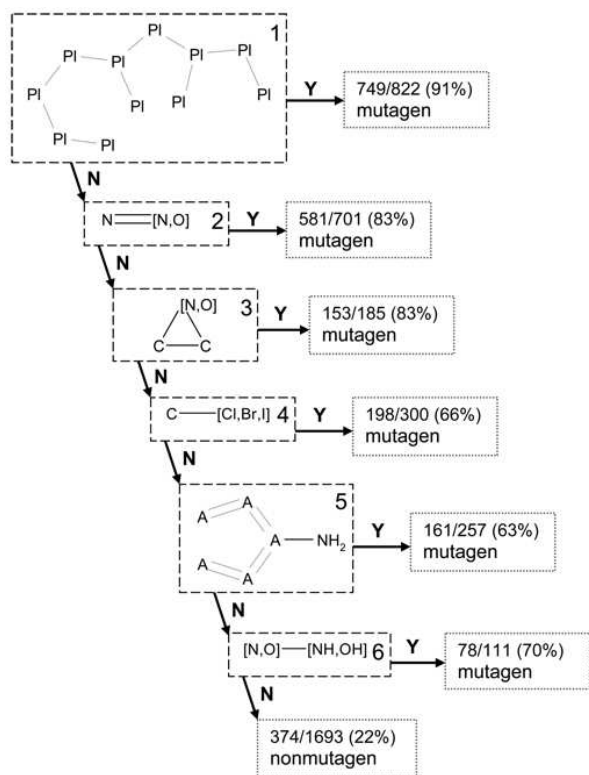 1
Pl
Pl Pl Pl Pl
Pl Pl Pl Pl
Pl Pl
Y
749/822 (91%)
mutagen
N
N [N,O] 2
Y
581/701 (83%)
mutagen
N
[N,O] 3
C C
Y
153/185 (83%)
mutagen
N
C [Cl,Br,I] 4
Y
198/300 (66%)
mutagen
N
5
A A
A NH2
A A
Y
161/257 (63%)
mutagen
N
[N,O] [NH,OH] 6
Y
78/111 (70%)
mutagen
N
374/1693 (22%)
nonmutagen